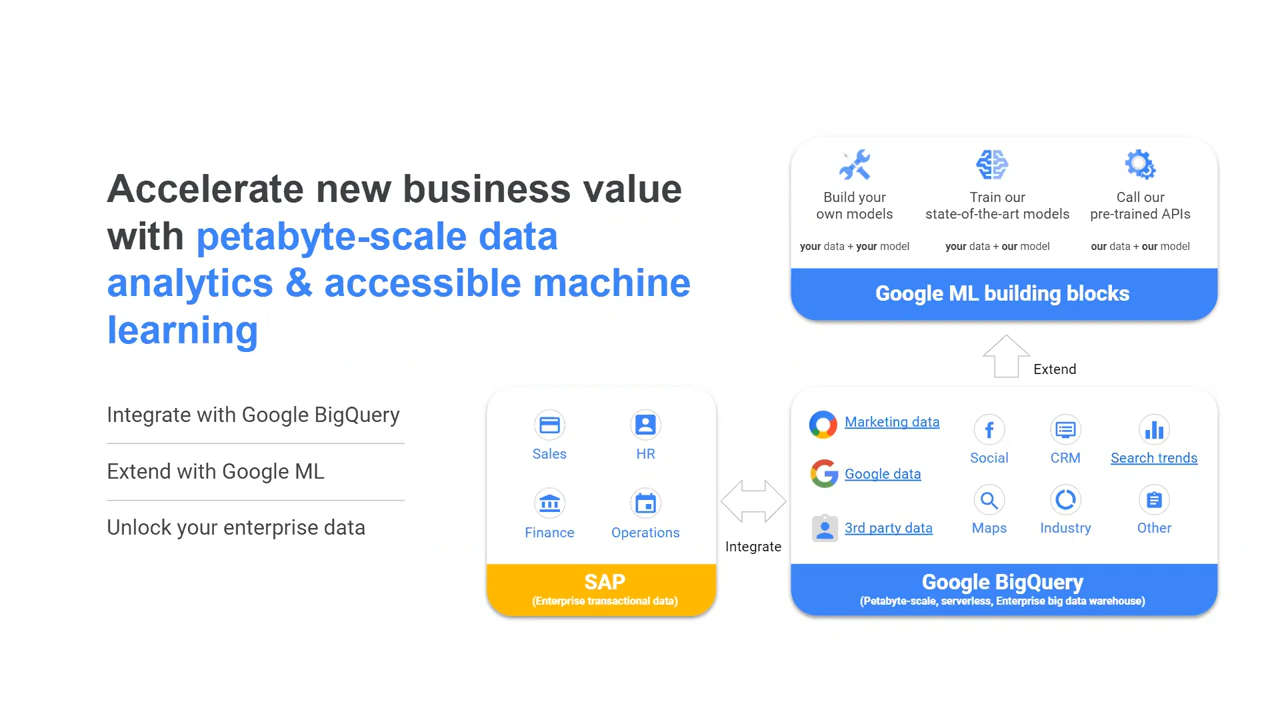 Accelerate new business value
with petabyte-scale data
analytics & accessible machine
learning
Integrate with Google BigQuery
Extend with Google ML
Unlock your enterprise data
Build your
own models
your data + your model
Train our
state-of-the-art models
your data + our model
Call our
pre-trained APIs
our data + our model
Google ML building blocks
Extend
Sales
HR
Finance
Operations
SAP
(Enterprise transactional data)
Integrate
Marketing data
Google data
3rd party data
Social
CRM
Search trends
Maps
Industry
Other
Google BigQuery
(Petabyte-scale, serverless, Enterprise big data warehouse)